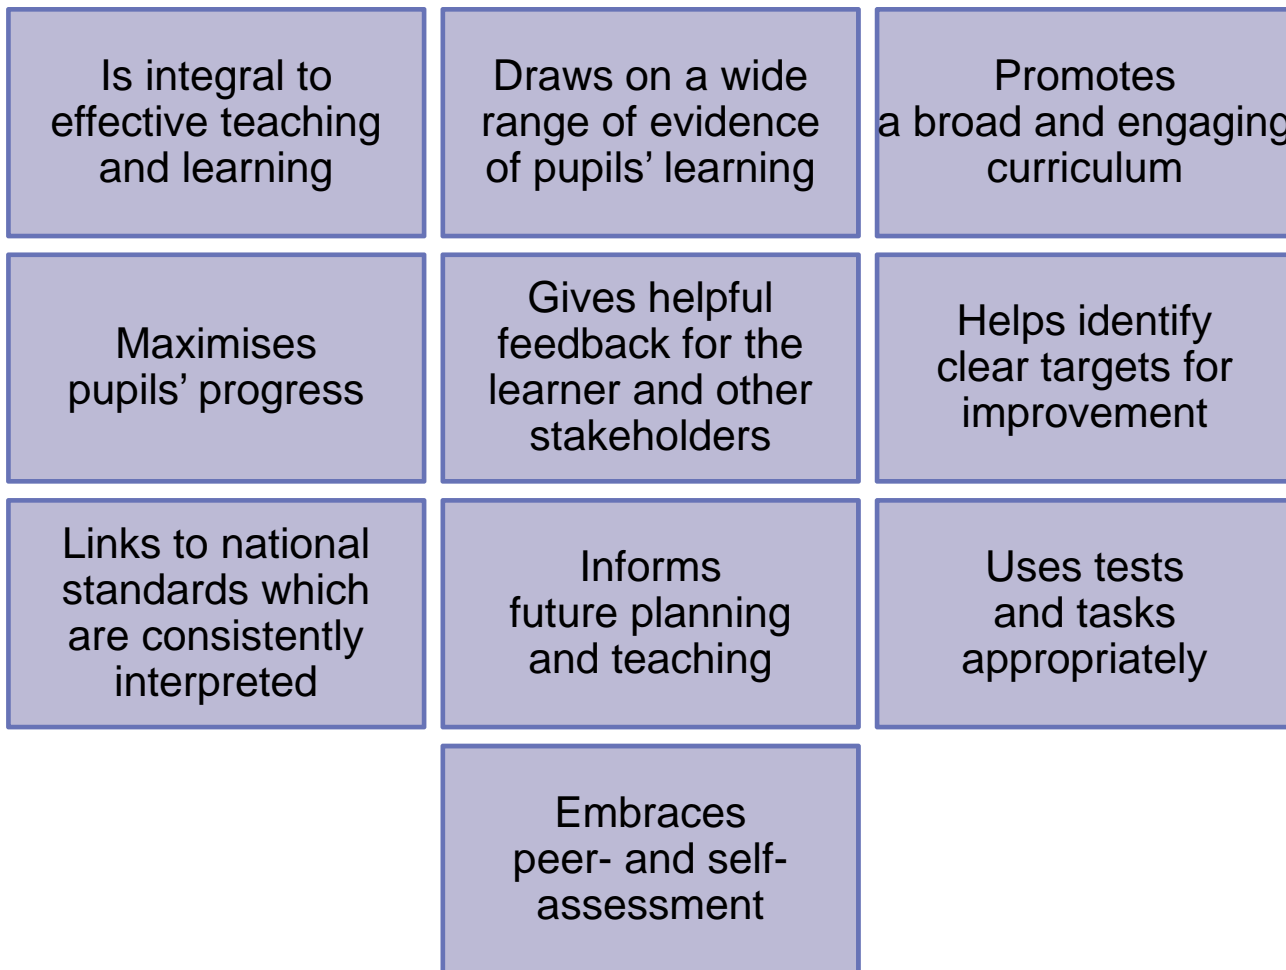 Is integral to
effective teaching
and learning
Draws on a wide
range of evidence
of pupils’ learning
Promotes
a broad and engaging
curriculum
Maximises
pupils’ progress
Gives helpful
feedback for the
learner and other
stakeholders
Helps identify
clear targets for
improvement
Links to national
standards which
are consistently
interpreted
Informs
future planning
and teaching
Uses tests
and tasks
appropriately
Embraces
peer- and self-
assessment